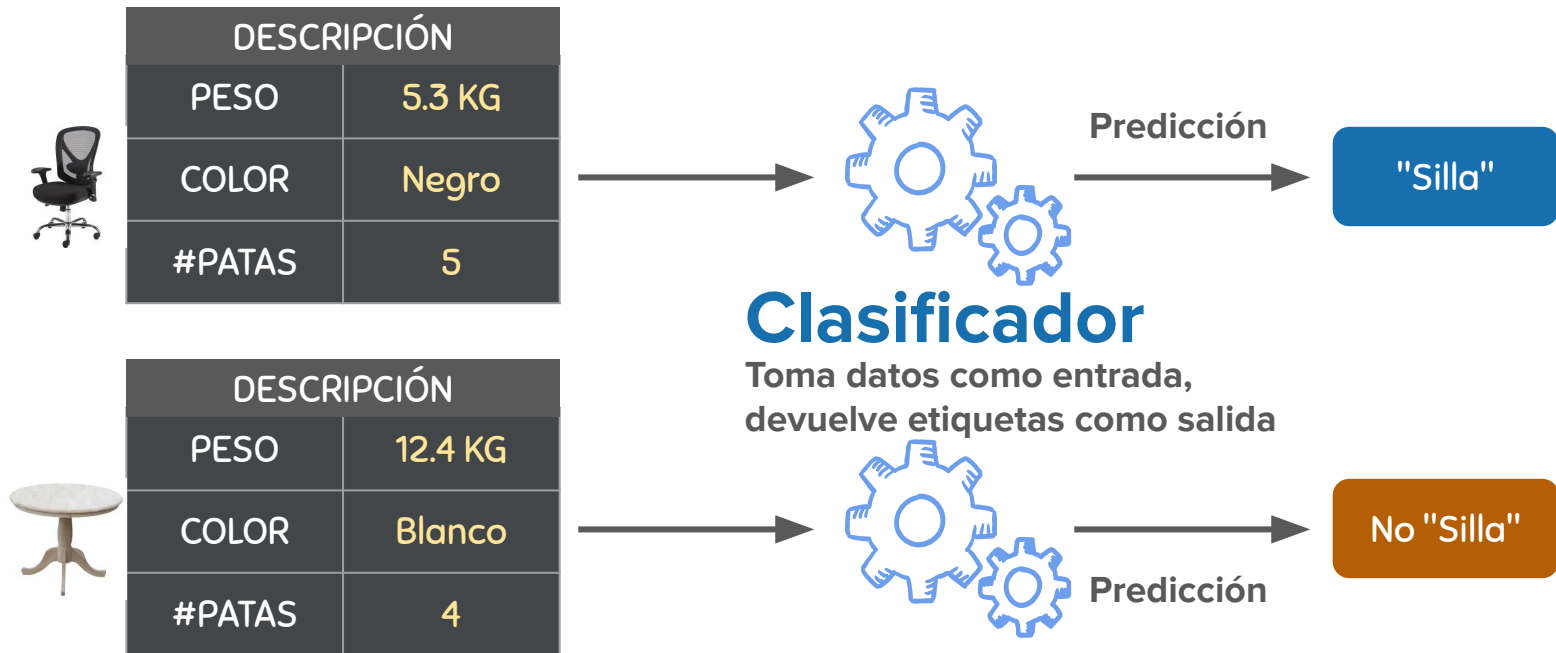 DESCRIPCIÓN
PESO 5.3 KG
COLOR Negro
#PATAS 5
Predicción
"Silla"
Clasificador
Toma datos como entrada,
devuelve etiquetas como salida
DESCRIPCIÓN
PESO 12.4 KG
COLOR Blanco
#PATAS 4
Predicción
No "Silla"